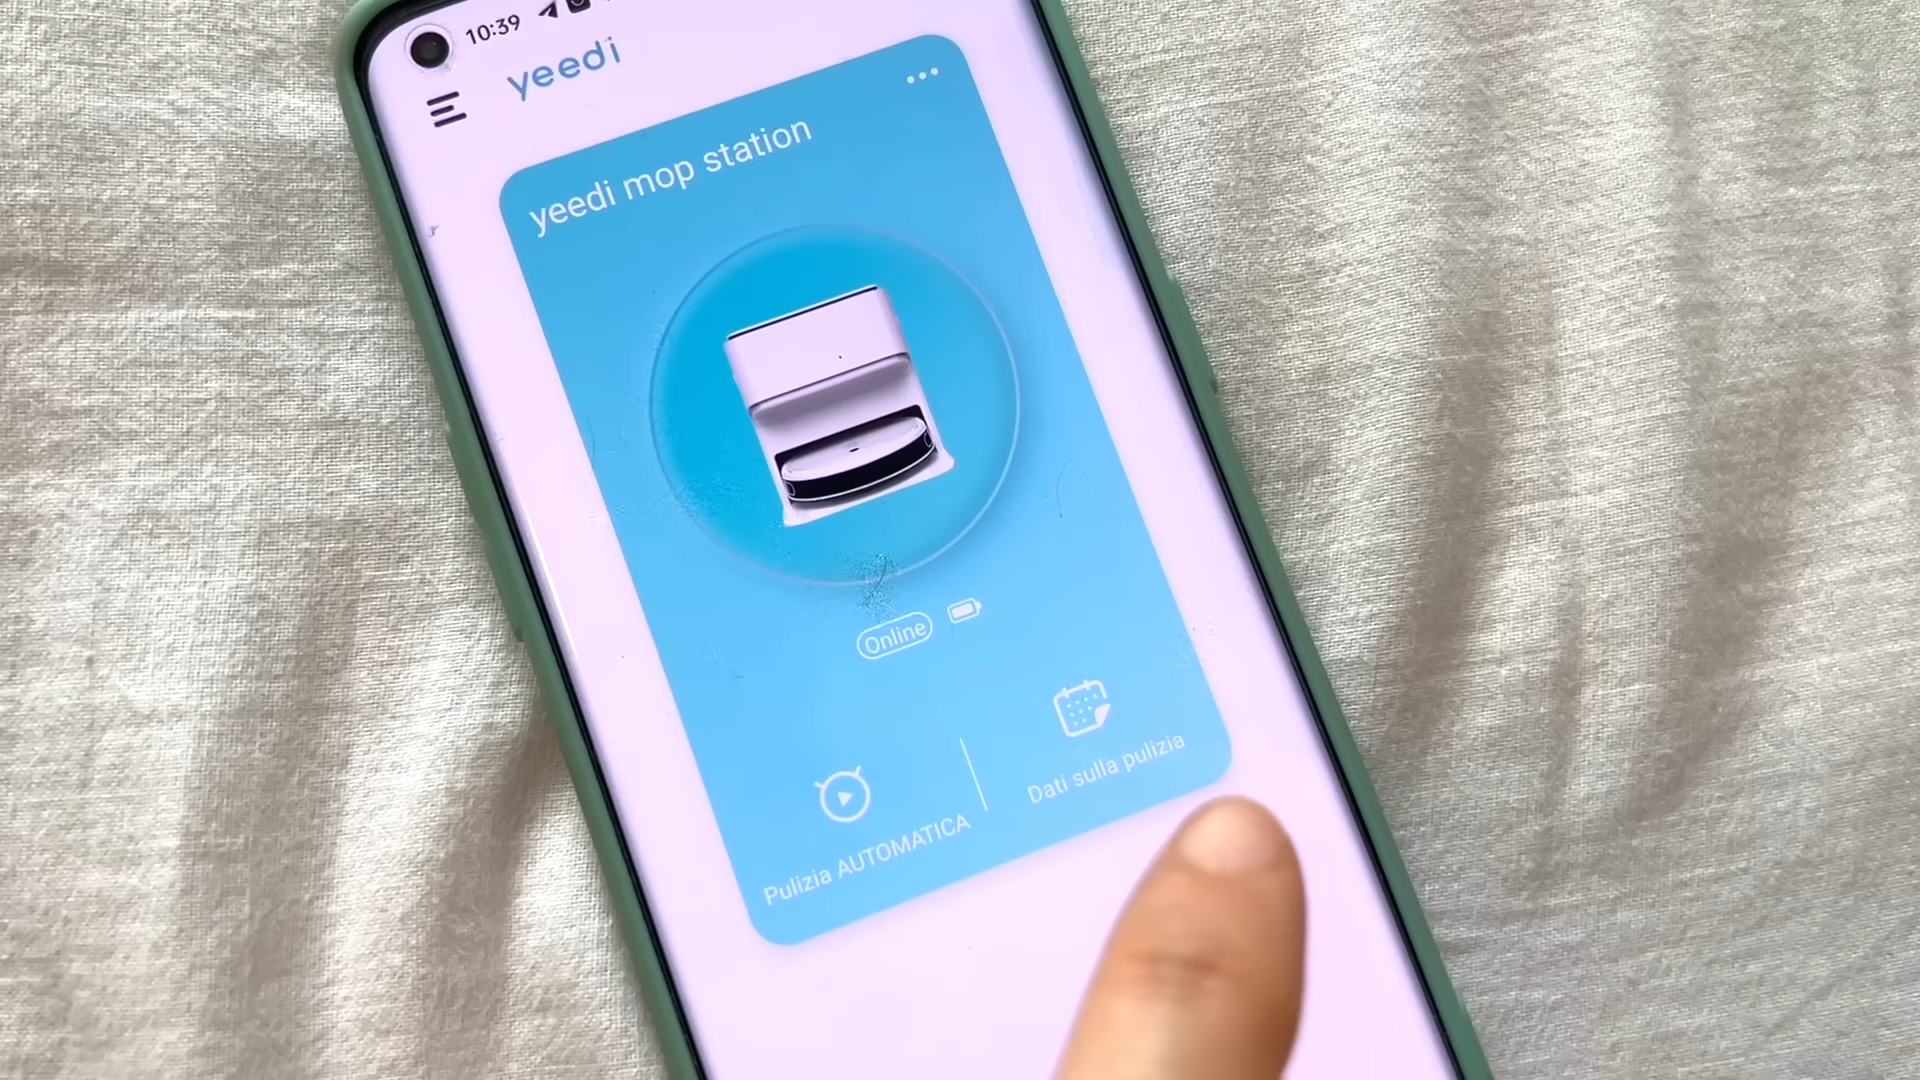 10:39
yeedi
yeedi mop station
Online
Pulizia AUTOMATICA
Dati sulla pulizia